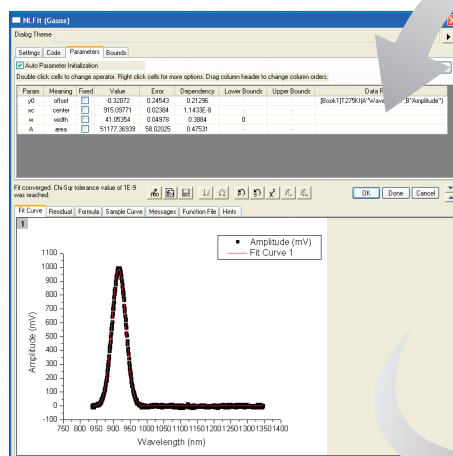 NLFit (Gauss)
Dialog Theme
Settings Code Parameters Bounds
Auto Parameter Initialization
Double click cells to change operator. Right click cells for more options. Drag column header to change column orders.
Param Meaning Fixed Value Error Dependency Lower Bounds Upper Bounds Data R
y0 offset -0.32072 0.24543 0.21296 -- -- [Book1]T275K!(A"Wave B"Amplitude")
xc center 915.09771 0.02384 1.1433E-8 -- --
w width 41.05354 0.04978 0.3884 0 --
A area 51177.36939 58.02025 0.47531 -- --
Fit converged. Chi-Sqr tolerance value of 1E-9
was reached.
OK Done Cancel
Fit Curve Residual Formula Sample Curve Messages Function File Hints
1
Amplitude (mV)
Fit Curve 1
1100
1000
900
800
700
600
500
400
300
200
100
0
-100
Amplitude (mV)
750 800 850 900 950 1000 1050 1100 1150 1200 1250 1300 1350 1400
Wavelength (nm)